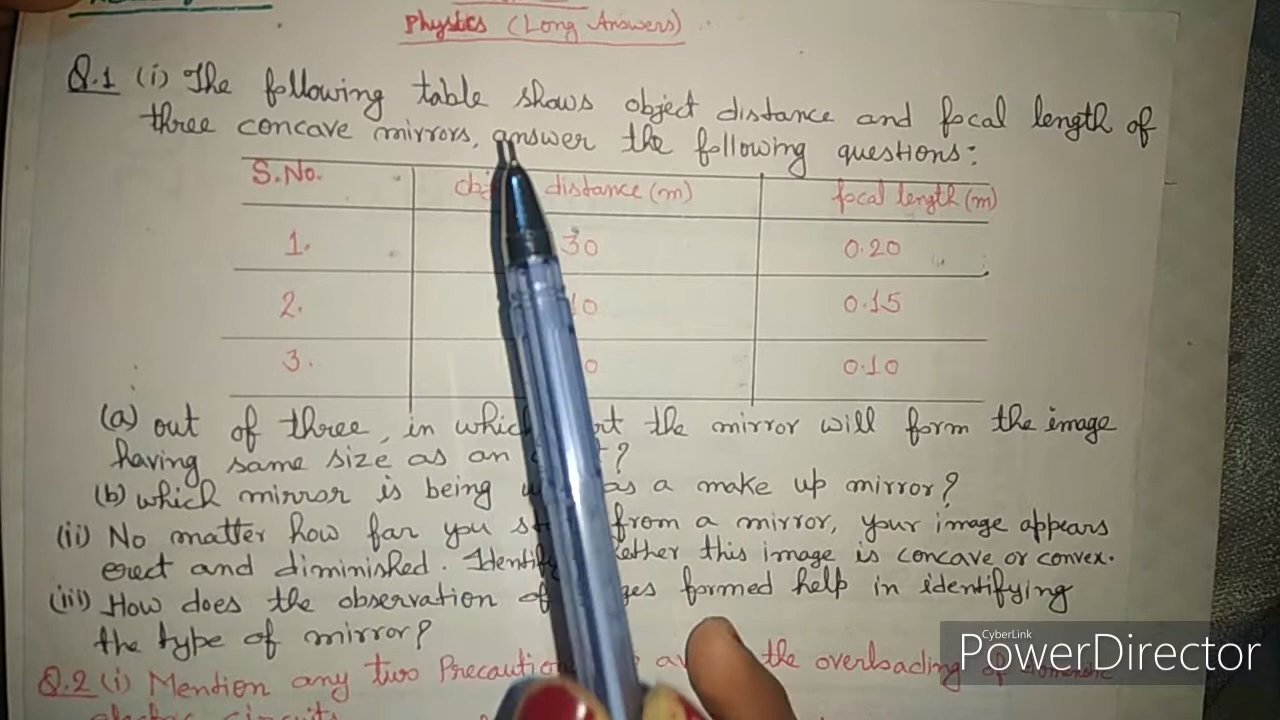 Physics (Long Answers)
Q.1 (i) The following table shows object distance and focal length of
three concave mirrors, answer the following questions:
S.No. distance (m) focal length (m)
1. 30 0.20
2. 10 0.15
3. 0 0.10
(a) out of three, in which the mirror will form the image
having same size as an ?
(b) which mirror is being as a make up mirror?
(ii) No matter how far you from a mirror, your image appears
erect and diminished. this image is concave or convex.
(iii) How does the observation of formed help in identifying
the type of mirror?
Q.2 (i) Mention any two the overloading of
CyberLink
PowerDirector